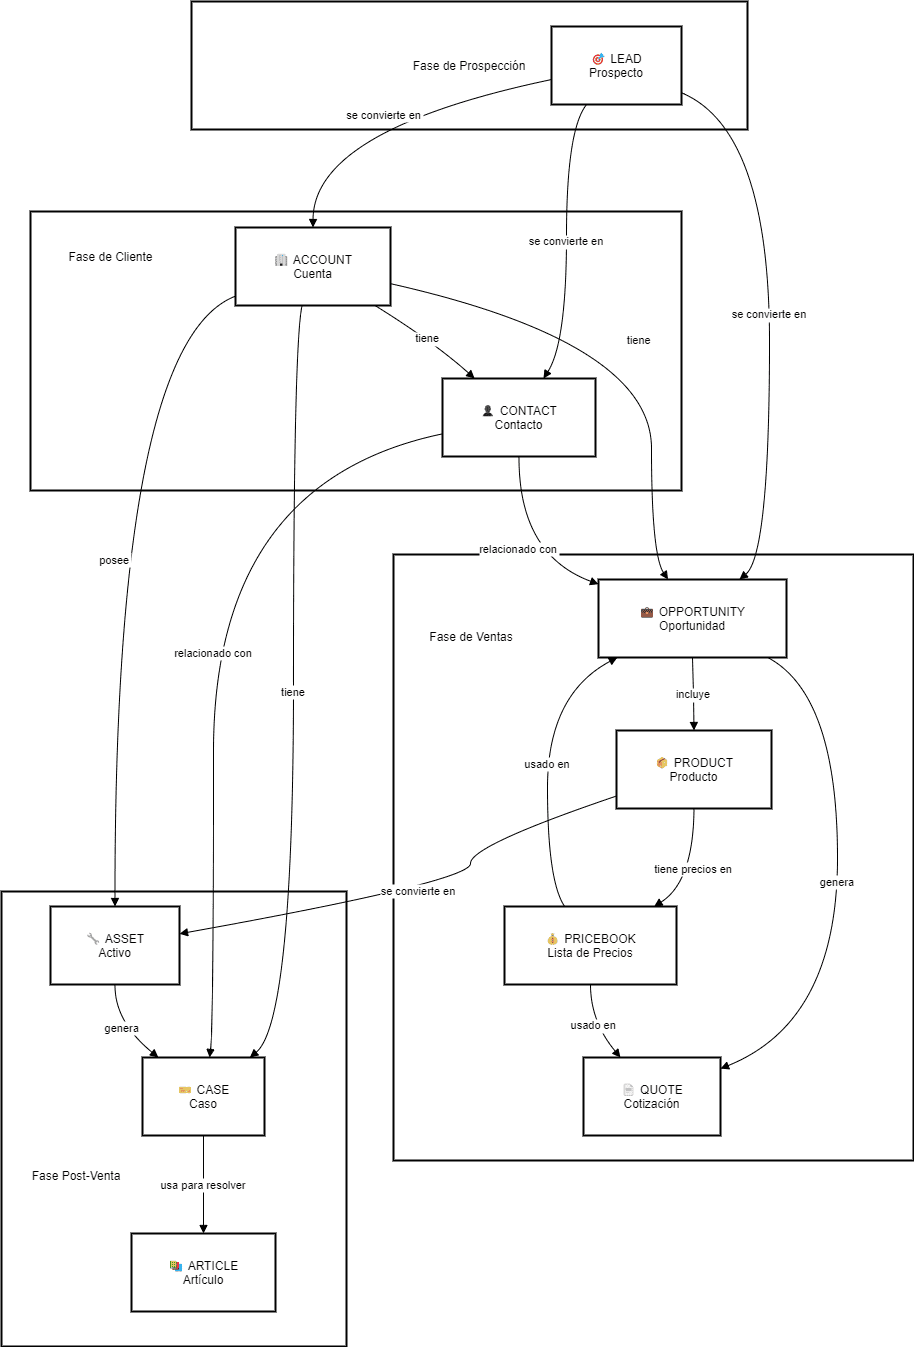 🎯 LEAD
Prospecto
Fase de Prospección
se convierte en
se convierte en
se convierte en
Fase de Cliente
🏢 ACCOUNT
Cuenta
tiene
tiene
👤 CONTACT
Contacto
relacionado con
posee
relacionado con
tiene
💼 OPPORTUNITY
Oportunidad
Fase de Ventas
incluye
usado en
📦 PRODUCT
Producto
tiene precios en
genera
se convierte en
🔧 ASSET
Activo
💰 PRICEBOOK
Lista de Precios
genera
usado en
🎫 CASE
Caso
📄 QUOTE
Cotización
Fase Post-Venta
usa para resolver
📚 ARTICLE
Artículo